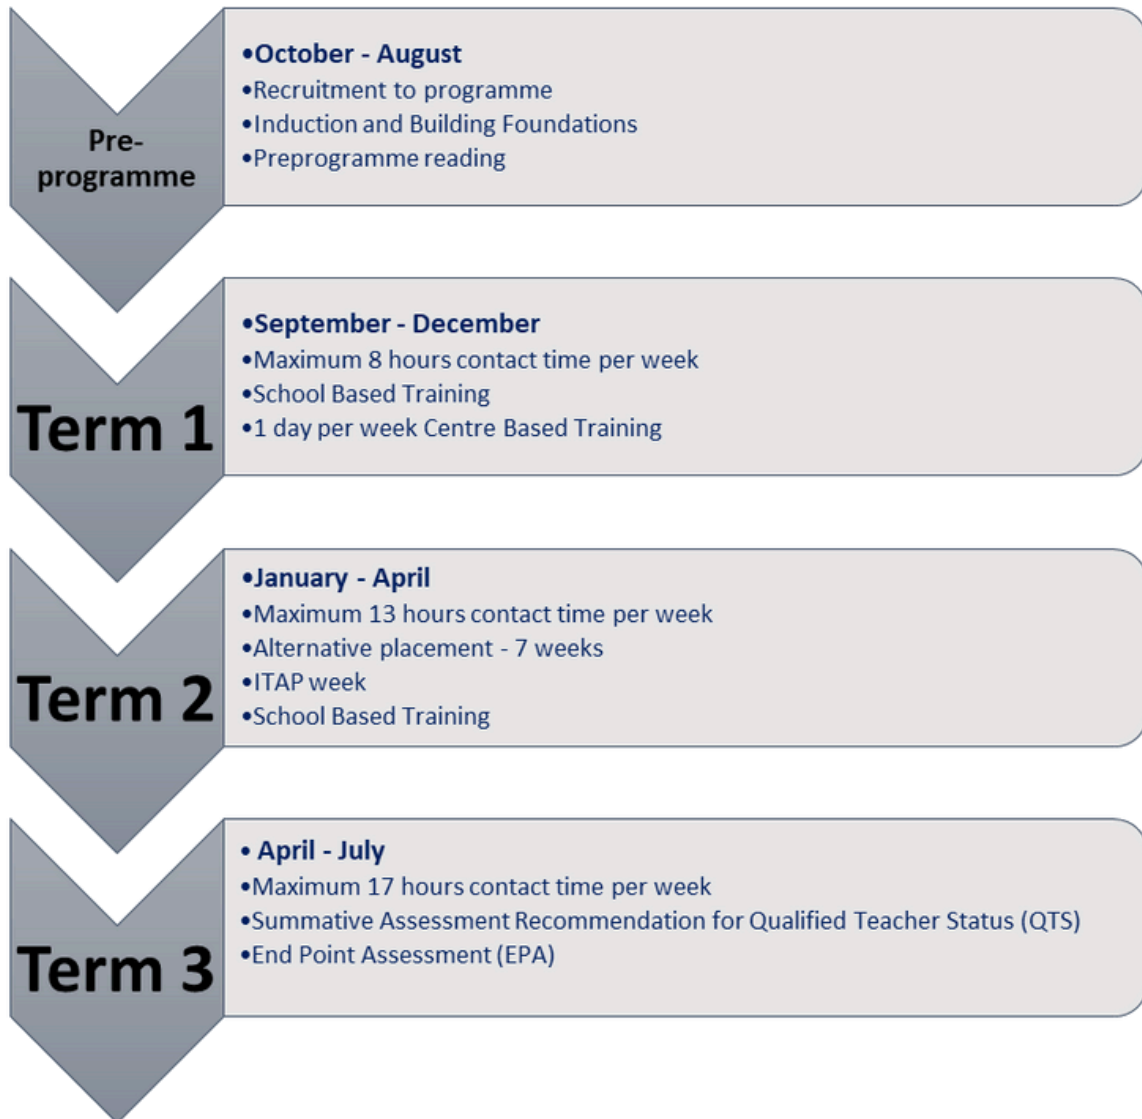 Pre-
programme
•October - August
•Recruitment to programme
•Induction and Building Foundations
•Preprogramme reading
Term 1
•September - December
•Maximum 8 hours contact time per week
•School Based Training
•1 day per week Centre Based Training
Term 2
•January - April
•Maximum 13 hours contact time per week
•Alternative placement - 7 weeks
•ITAP week
•School Based Training
Term 3
• April - July
•Maximum 17 hours contact time per week
•Summative Assessment Recommendation for Qualified Teacher Status (QTS)
•End Point Assessment (EPA)